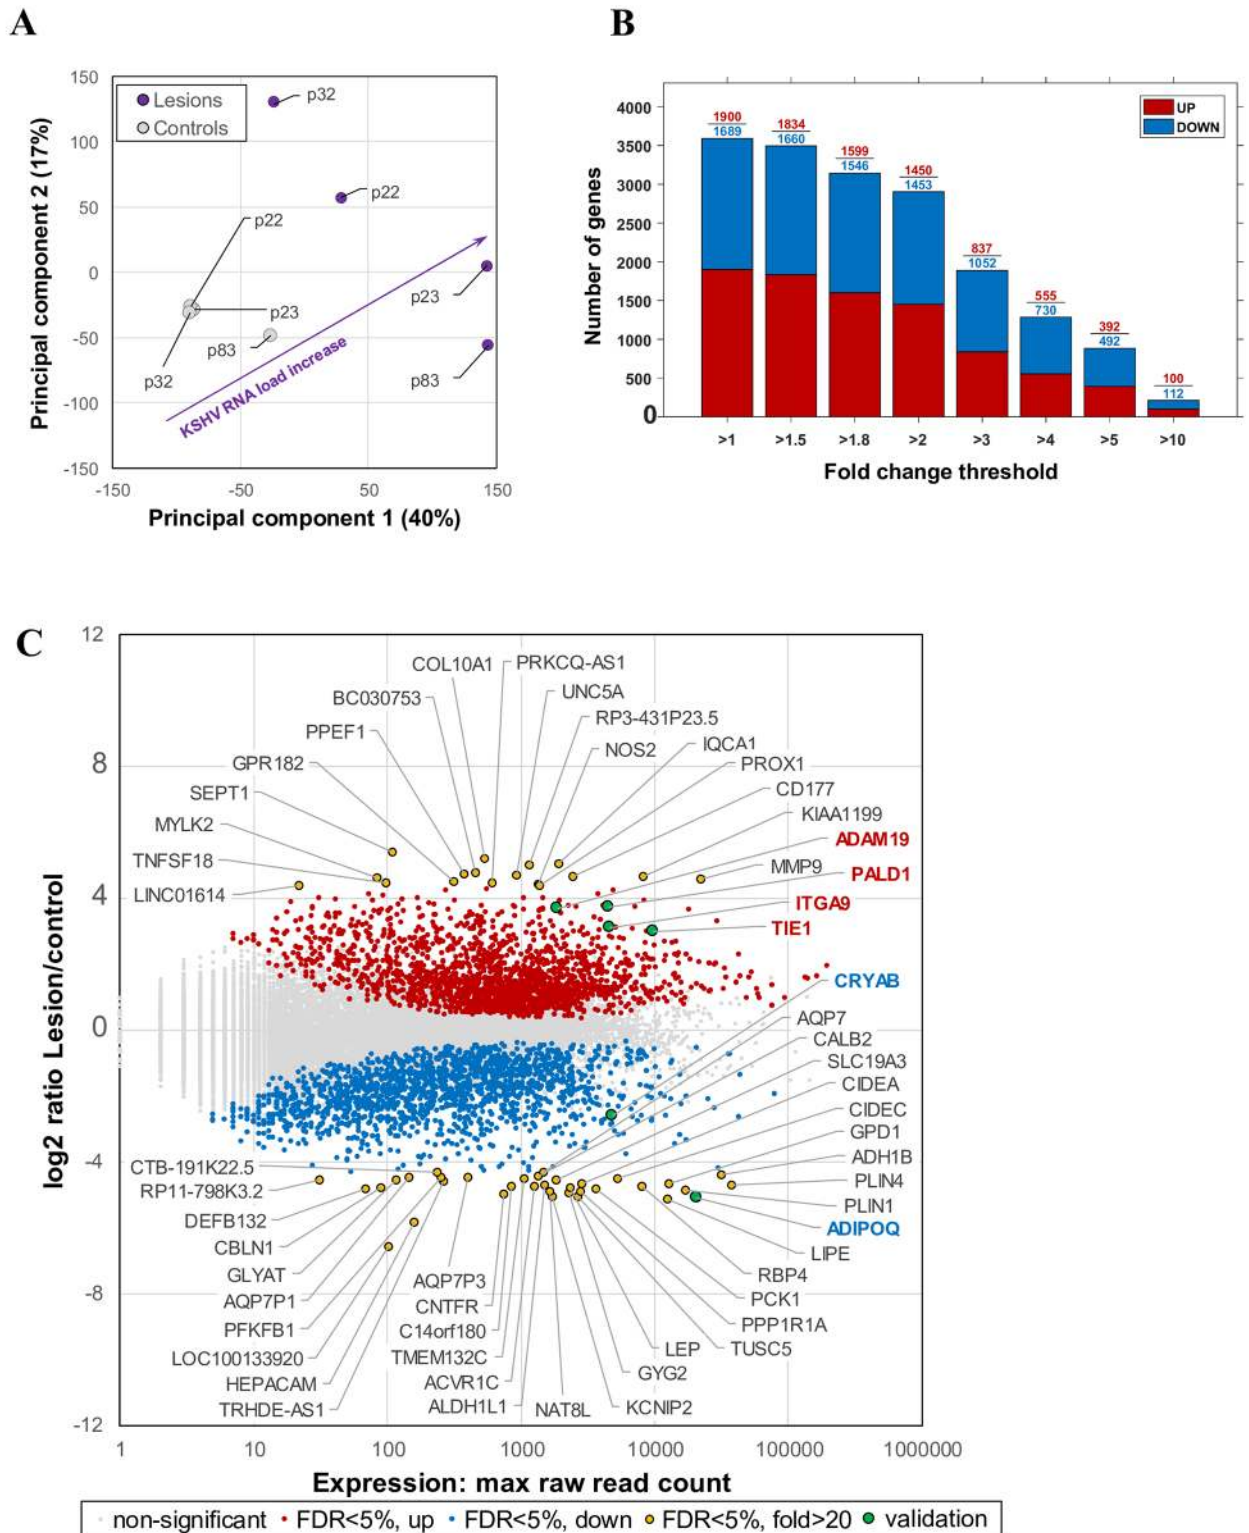 A
150
100
50
0
-50
-100
-150
-150
-50
50
150
Principal component 2 (17%)
Principal component 1 (40%)
Lesions
Controls
p32
p22
p22
p23
p23
p83
p32
p83
KSHV RNA load increase
B
4000
3500
3000
2500
2000
1500
1000
500
0
Number of genes
UP
DOWN
1900
1689
1834
1660
1599
1546
1450
1453
837
1052
555
730
392
492
100
112
>1
>1.5
>1.8
>2
>3
>4
>5
>10
Fold change threshold
C
12
8
4
0
-4
-8
-12
log2 ratio Lesion/control
COL10A1
PRKCQ-AS1
BC030753
UNC5A
PPEF1
RP3-431P23.5
GPR182
NOS2
IQCA1
SEPT1
PROX1
MYLK2
CD177
TNFSF18
KIAA1199
LINC01614
ADAM19
MMP9
PALD1
ITGA9
TIE1
CRYAB
AQP7
CALB2
SLC19A3
CIDEA
CIDEC
GPD1
ADH1B
PLIN4
PLIN1
ADIPOQ
LIPE
RBP4
PCK1
PPP1R1A
TUSC5
LEP
GYG2
KCNIP2
NAT8L
CTB-191K22.5
RP11-798K3.2
DEFB132
CBLN1
GLYAT
AQP7P1
PFKFB1
LOC100133920
HEPACAM
TRHDE-AS1
AQP7P3
CNTFR
C14orf180
TMEM132C
ACVR1C
ALDH1L1
1
10
100
1000
10000
100000
1000000
Expression: max raw read count
non-significant
FDR<5%, up
FDR<5%, down
FDR<5%, fold>20
validation